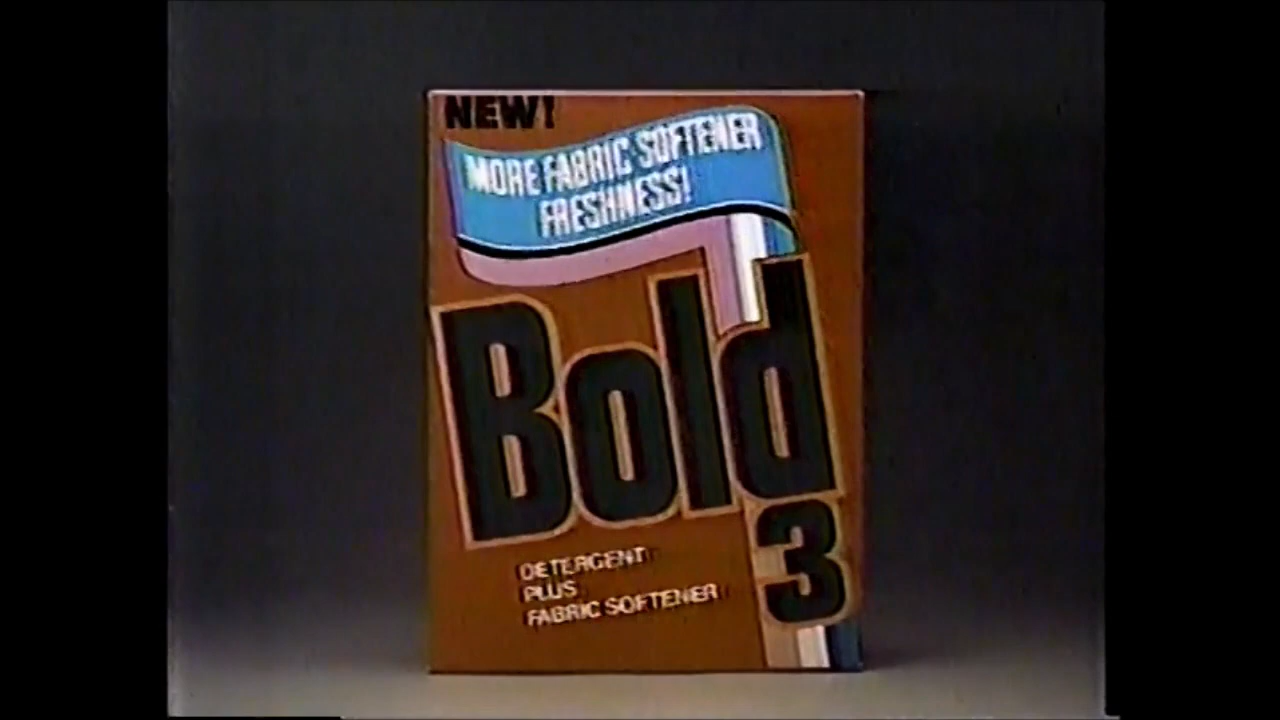 NEW!
MORE FABRIC SOFTENER
FRESHNESS!
Bold
3
DETERGENT
PLUS
FABRIC SOFTENER